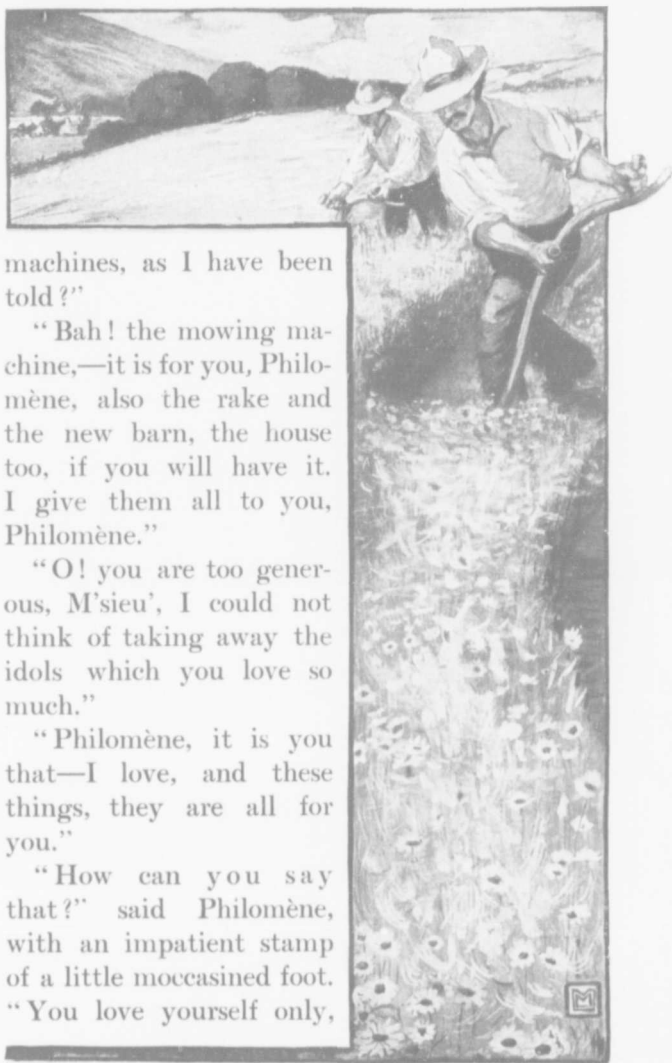 machines, as I have been
told?"
"Bah! the mowing ma-
chine,—it is for you, Philo-
mène, also the rake and
the new barn, the house
too, if you will have it.
I give them all to you,
Philomène."
"O! you are too gener-
ous, M'sieu', I could not
think of taking away the
idols which you love so
much."
"Philomène, it is you
that—I love, and these
things, they are all for
you."
"How can you say
that?" said Philomène,
with an impatient stamp
of a little moccasined foot.
"You love yourself only,